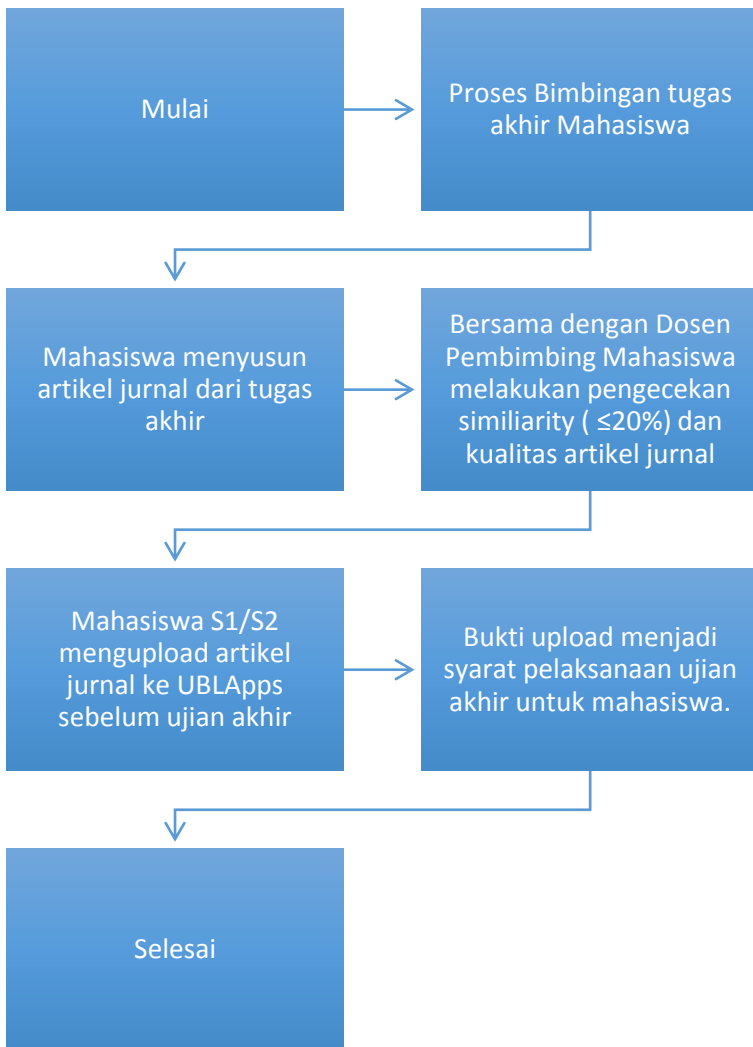 Mulai
Proses Bimbingan tugas
akhir Mahasiswa
Mahasiswa menyusun
artikel jurnal dari tugas
akhir
Bersama dengan Dosen
Pembimbing Mahasiswa
melakukan pengecekan
similiarity ( ≤20%) dan
kualitas artikel jurnal
Mahasiswa S1/S2
mengupload artikel
jurnal ke UBLApps
sebelum ujian akhir
Bukti upload menjadi
syarat pelaksanaan ujian
akhir untuk mahasiswa.
Selesai